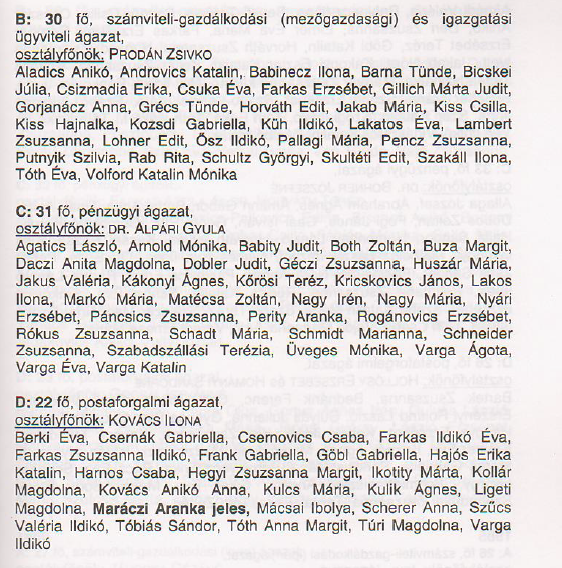 B: 30 fő, számviteli-gazdálkodási (mezőgazdasági) és igazgatási
ügyviteli ágazat,
osztályfőnök: PRODÁN ZSIVKO
Aladics Anikó, Androvics Katalin, Babinecz Ilona, Barna Tünde, Bicskei
Júlia, Csizmadia Erika, Csuka Éva, Farkas Erzsébet, Gillich Márta Judit,
Gorjanácz Anna, Grécs Tünde, Horváth Edit, Jakab Mária, Kiss Csilla,
Kiss Hajnalka, Kozsdi Gabriella, Küh Ildikó, Lakatos Éva, Lambert
Zsuzsanna, Lohner Edit, Ősz Ildikó, Pallagi Mária, Pencz Zsuzsanna,
Putnyik Szilvia, Rab Rita, Schultz Györgyi, Skultéti Edit, Szakáll Ilona,
Tóth Éva, Volford Katalin Mónika
C: 31 fő, pénzügyi ágazat,
osztályfőnök: DR. ALPÁRI GYULA
Agatics László, Arnold Mónika, Babity Judit, Both Zoltán, Buza Margit,
Daczi Anita Magdolna, Dobler Judit, Géczi Zsuzsanna, Huszár Mária,
Jakus Valéria, Kákonyi Ágnes, Kőrösi Teréz, Kricskovics János, Lakos
Ilona, Markó Mária, Matécsa Zoltán, Nagy Irén, Nagy Mária, Nyári
Erzsébet, Páncsics Zsuzsanna, Perity Aranka, Rogánovics Erzsébet,
Rókus Zsuzsanna, Schadt Mária, Schmidt Marianna, Schneider
Zsuzsanna, Szabadszállási Terézia, Üveges Mónika, Varga Ágota,
Varga Éva, Varga Katalin
D: 22 fő, postaforgalmi ágazat,
osztályfőnök: KOVÁCS ILONA
Berki Éva, Csernák Gabriella, Csernovics Csaba, Farkas Ildikó Éva,
Farkas Zsuzsanna Ildikó, Frank Gabriella, Göbl Gabriella, Hajós Erika
Katalin, Harnos Csaba, Hegyi Zsuzsanna Margit, Ikotity Márta, Kollár
Magdolna, Kovács Anikó Anna, Kulcs Mária, Kulik Ágnes, Ligeti
Magdolna, Maráczi Aranka jeles, Mácsai Ibolya, Scherer Anna, Szűcs
Valéria Ildikó, Tóbiás Sándor, Tóth Anna Margit, Túri Magdolna, Varga
Ildikó